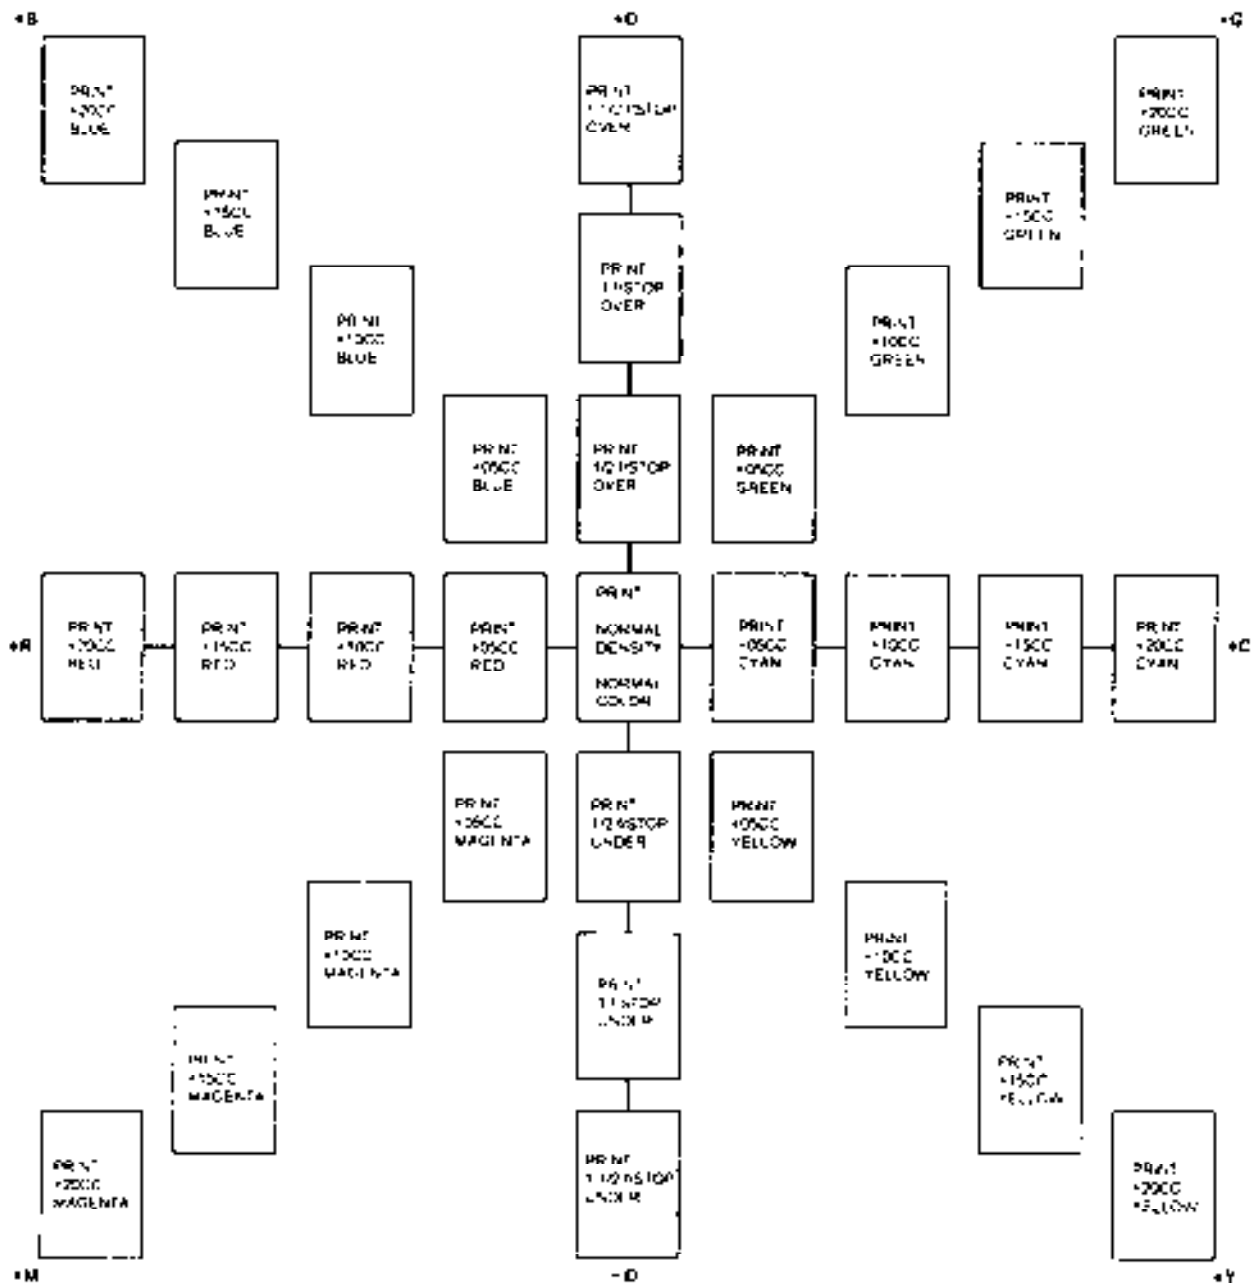 +B
+D
+G
PRINT
+20CC
BLUE
PRINT
1 1/2 f/STOP
OVER
PRINT
+20CC
GREEN
PRINT
+15CC
BLUE
PRINT
+15CC
GREEN
PRINT
1 f/STOP
OVER
PRINT
+10CC
BLUE
PRINT
+10CC
GREEN
PRINT
+05CC
BLUE
PRINT
1/2 f/STOP
OVER
PRINT
+05CC
GREEN
+R
PRINT
+20CC
RED
PRINT
+15CC
RED
PRINT
+10CC
RED
PRINT
+05CC
RED
PRINT
NORMAL
DENSITY
NORMAL
COLOR
PRINT
+05CC
CYAN
PRINT
+10CC
CYAN
PRINT
+15CC
CYAN
PRINT
+20CC
CYAN
+C
PRINT
+05CC
MAGENTA
PRINT
1/2 f/STOP
UNDER
PRINT
+05CC
YELLOW
PRINT
+10CC
MAGENTA
PRINT
1 f/STOP
UNDER
PRINT
+10CC
YELLOW
PRINT
+15CC
MAGENTA
PRINT
+15CC
YELLOW
PRINT
+20CC
MAGENTA
PRINT
1 1/2 f/STOP
UNDER
PRINT
+20CC
YELLOW
+M
-D
+Y